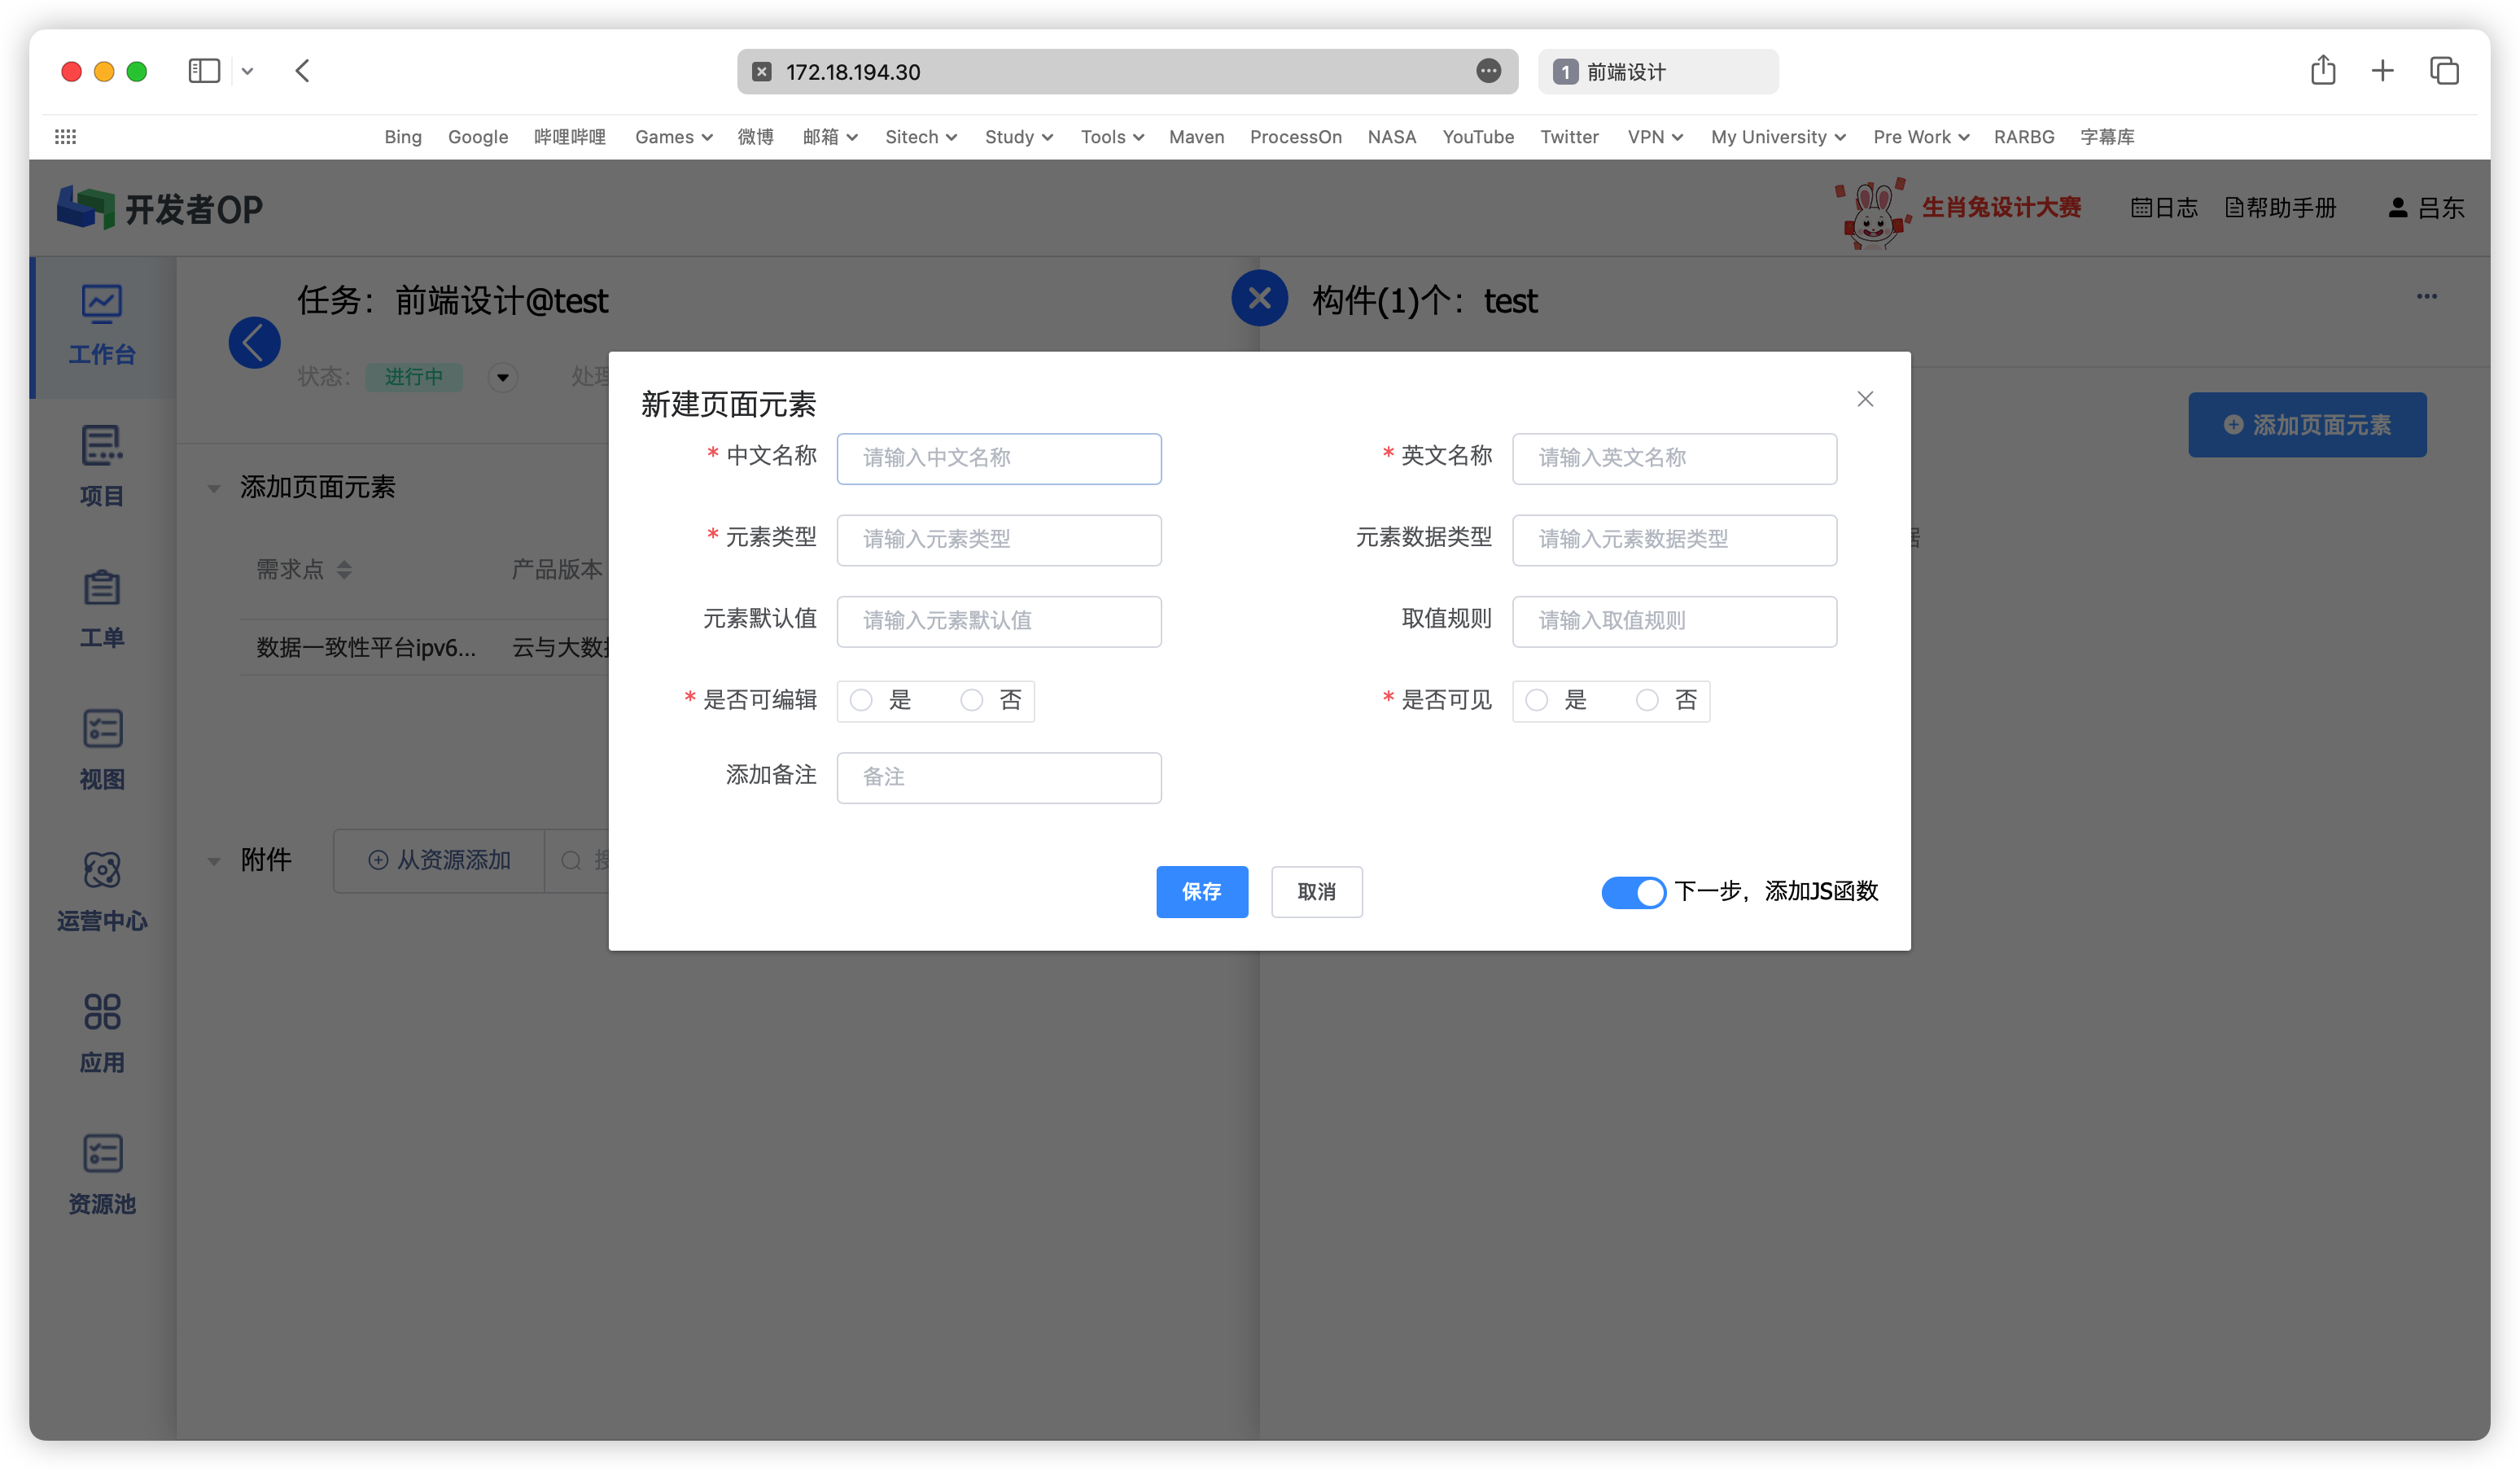 172.18.194.30
1 前端设计
Bing Google 哔哩哔哩 Games 微博 邮箱 Sitech Study Tools Maven ProcessOn NASA YouTube Twitter VPN My University Pre Work RARBG 字幕库
开发者OP
生肖兔设计大赛 日志 帮助手册 吕东
工作台
项目
工单
视图
运营中心
应用
资源池
任务：前端设计@test
状态： 进行中 处理
添加页面元素
需求点 产品版本
数据一致性平台ipv6... 云与大数据
附件 从资源添加 搜
构件(1)个：test
添加页面元素
新建页面元素
* 中文名称 请输入中文名称 * 英文名称 请输入英文名称
* 元素类型 请输入元素类型 元素数据类型 请输入元素数据类型
元素默认值 请输入元素默认值 取值规则 请输入取值规则
* 是否可编辑 是 否 * 是否可见 是 否
添加备注 备注
保存 取消 下一步，添加JS函数